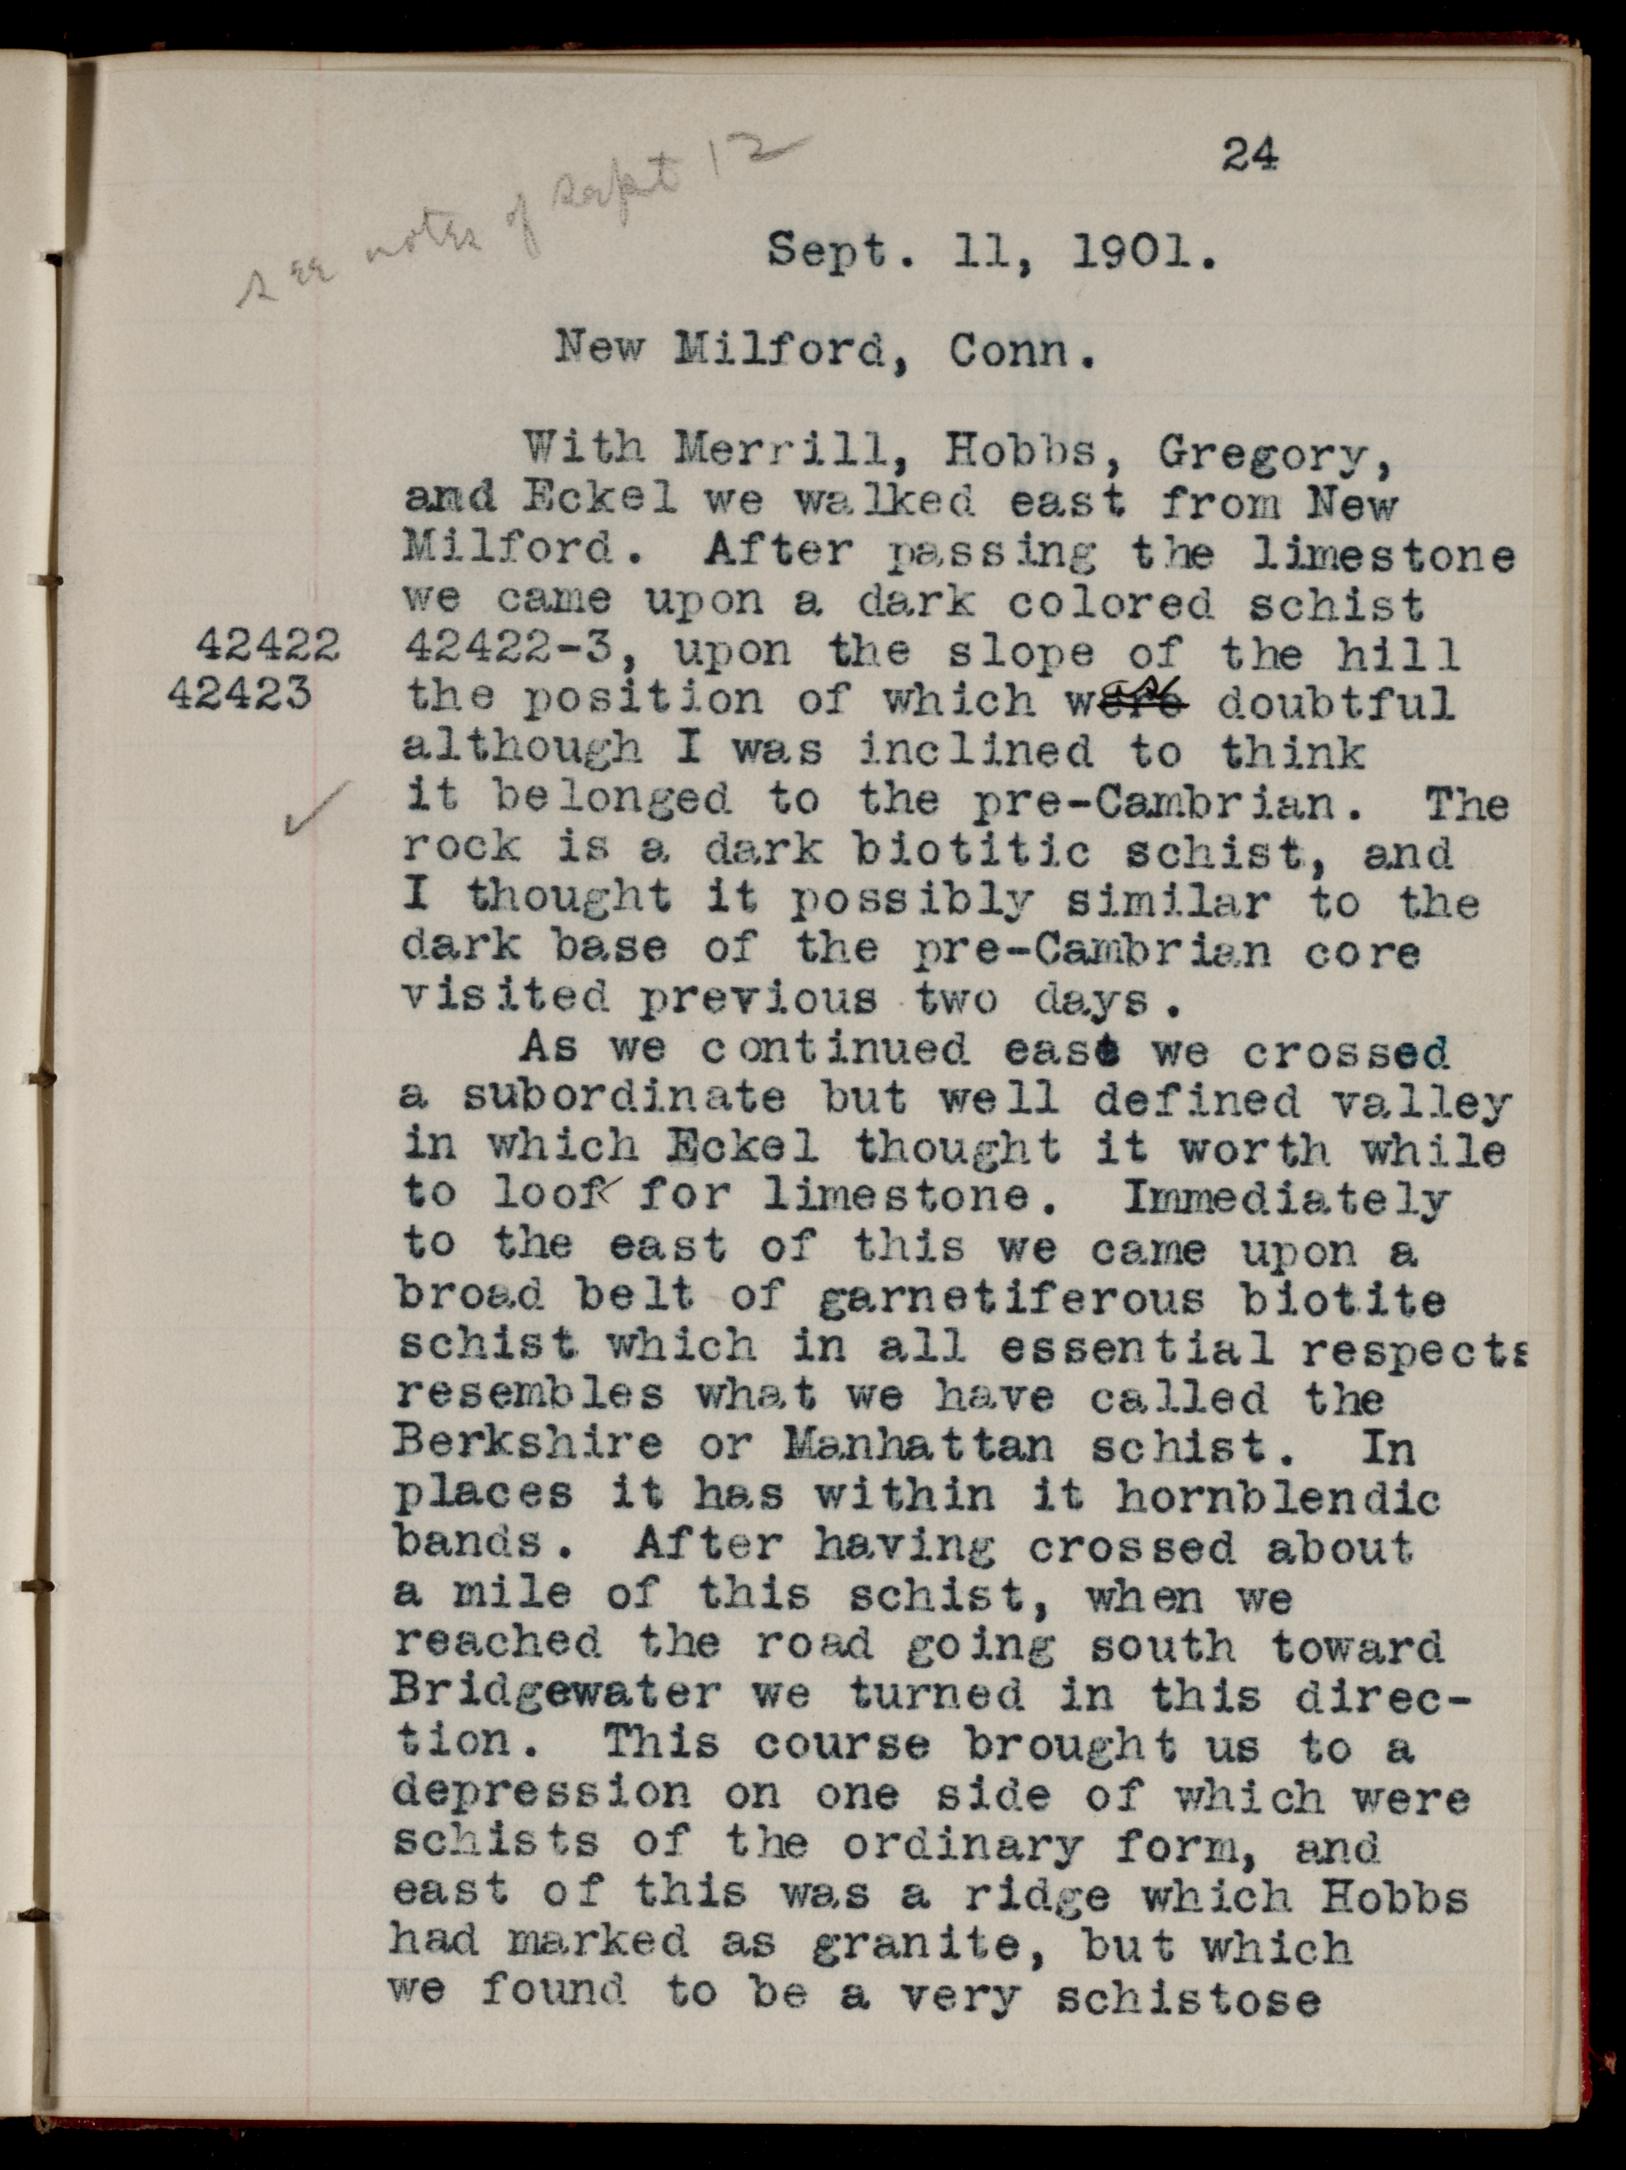 24
see notes of Sept 12
Sept. 11, 1901.
New Milford, Conn.
With Merrill, Hobbs, Gregory,
and Eckel we walked east from New
Milford. After passing the limestone
we came upon a dark colored schist
42422 42422-3, upon the slope of the hill
42423 the position of which was doubtful
although I was inclined to think
✓ it belonged to the pre-Cambrian. The
rock is a dark biotitic schist, and
I thought it possibly similar to the
dark base of the pre-Cambrian core
visited previous two days.
As we continued east we crossed
a subordinate but well defined valley
in which Eckel thought it worth while
to look for limestone. Immediately
to the east of this we came upon a
broad belt of garnetiferous biotite
schist which in all essential respects
resembles what we have called the
Berkshire or Manhattan schist. In
places it has within it hornblendic
bands. After having crossed about
a mile of this schist, when we
reached the road going south toward
Bridgewater we turned in this direc-
tion. This course brought us to a
depression on one side of which were
schists of the ordinary form, and
east of this was a ridge which Hobbs
had marked as granite, but which
we found to be a very schistose